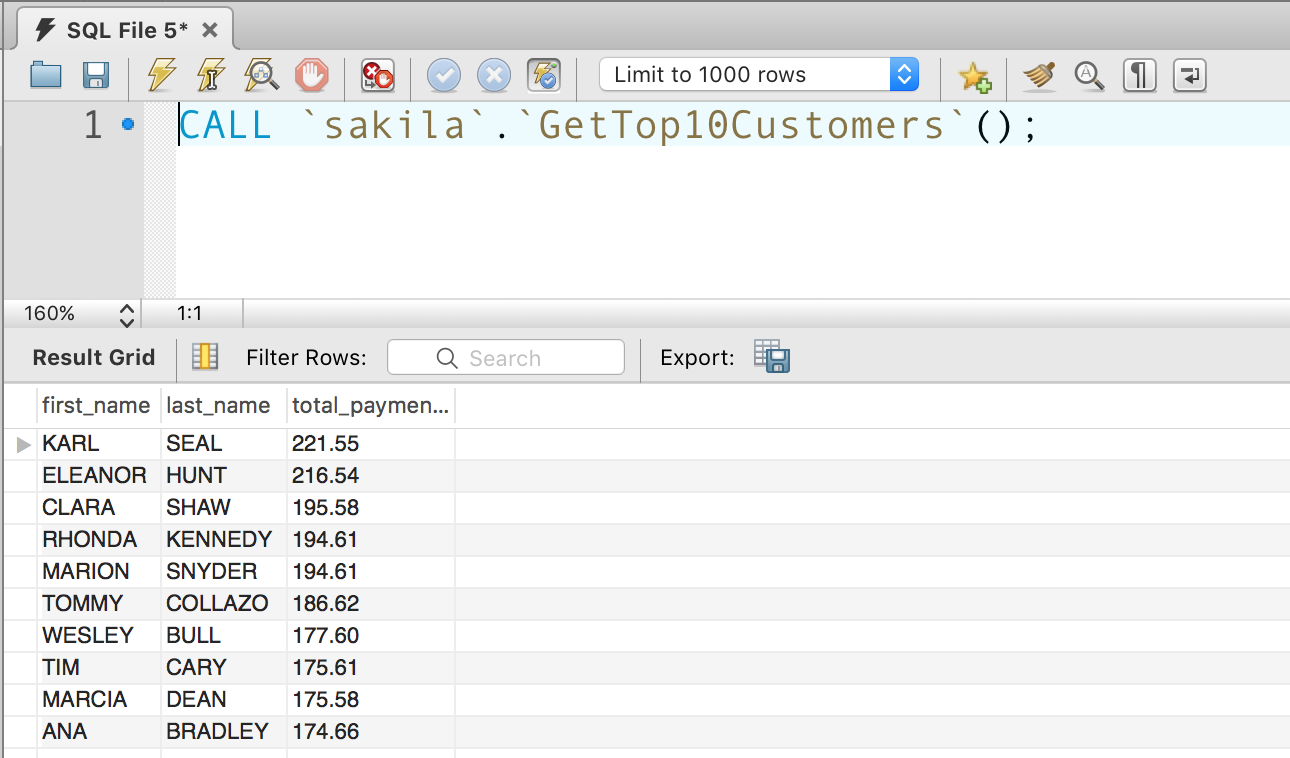 SQL File 5*
Limit to 1000 rows
1 CALL `sakila`.`GetTop10Customers`();
160% 1:1
Result Grid Filter Rows: Search Export:
first_name last_name total_paymen...
KARL SEAL 221.55
ELEANOR HUNT 216.54
CLARA SHAW 195.58
RHONDA KENNEDY 194.61
MARION SNYDER 194.61
TOMMY COLLAZO 186.62
WESLEY BULL 177.60
TIM CARY 175.61
MARCIA DEAN 175.58
ANA BRADLEY 174.66